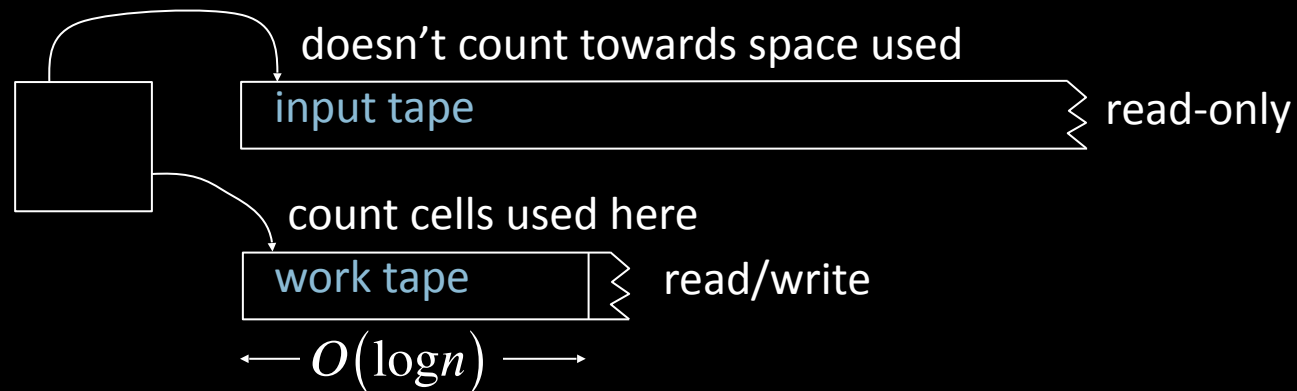 doesn’t count towards space used
input tape
read-only
count cells used here
work tape
read/write
O(logn)